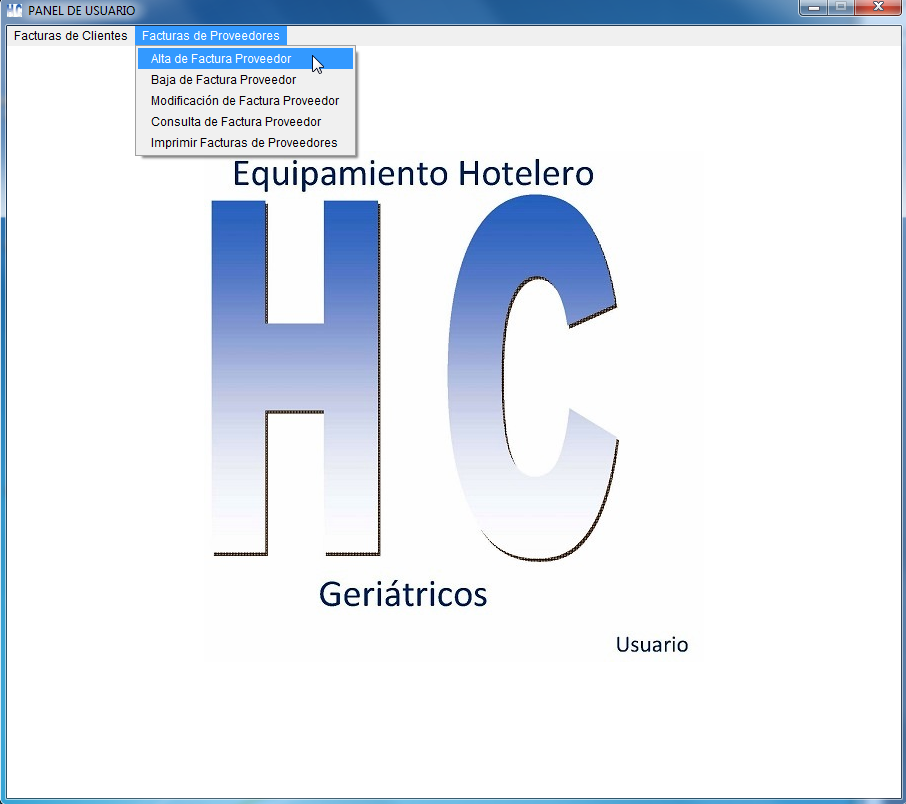 PANEL DE USUARIO
Facturas de Clientes Facturas de Proveedores
Alta de Factura Proveedor
Baja de Factura Proveedor
Modificación de Factura Proveedor
Consulta de Factura Proveedor
Imprimir Facturas de Proveedores
Equipamiento Hotelero
HC
Geriátricos
Usuario